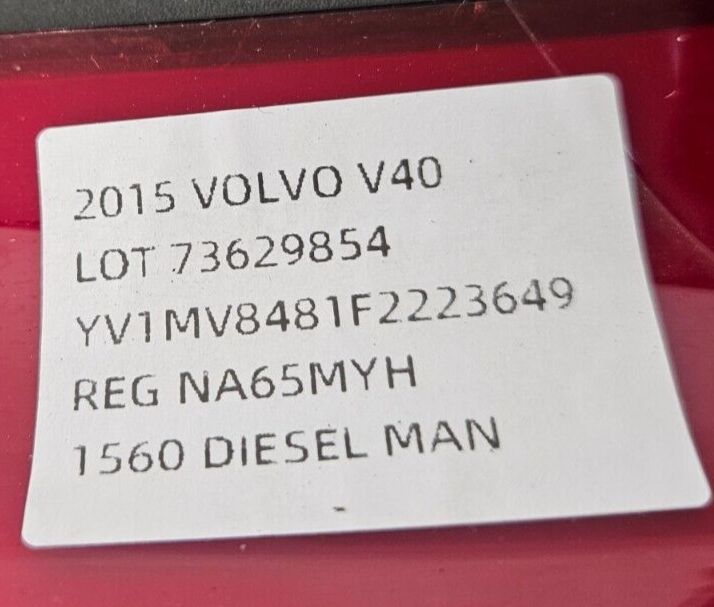 2015 VOLVO V40
LOT 73629854
YV1MV8481F2223649
REG NA65MYH
1560 DIESEL MAN